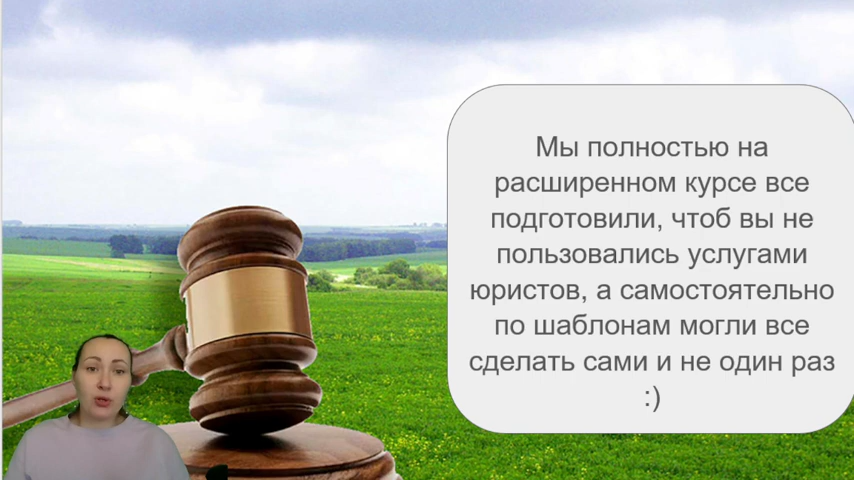 Мы полностью на
расширенном курсе все
подготовили, чтоб вы не
пользовались услугами
юристов, а самостоятельно
по шаблонам могли все
сделать сами и не один раз
:)